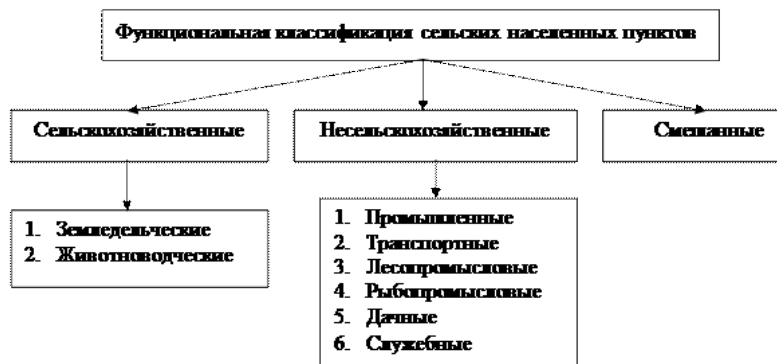 Функциональная классификация сельских населенных пунктов
Сельскохозяйственные
Несельскохозяйственные
Смешанные
1. Земледельческие
2. Животноводческие
1. Промышленные
2. Транспортные
3. Лесопромысловые
4. Рыбопромысловые
5. Дачные
6. Служебные